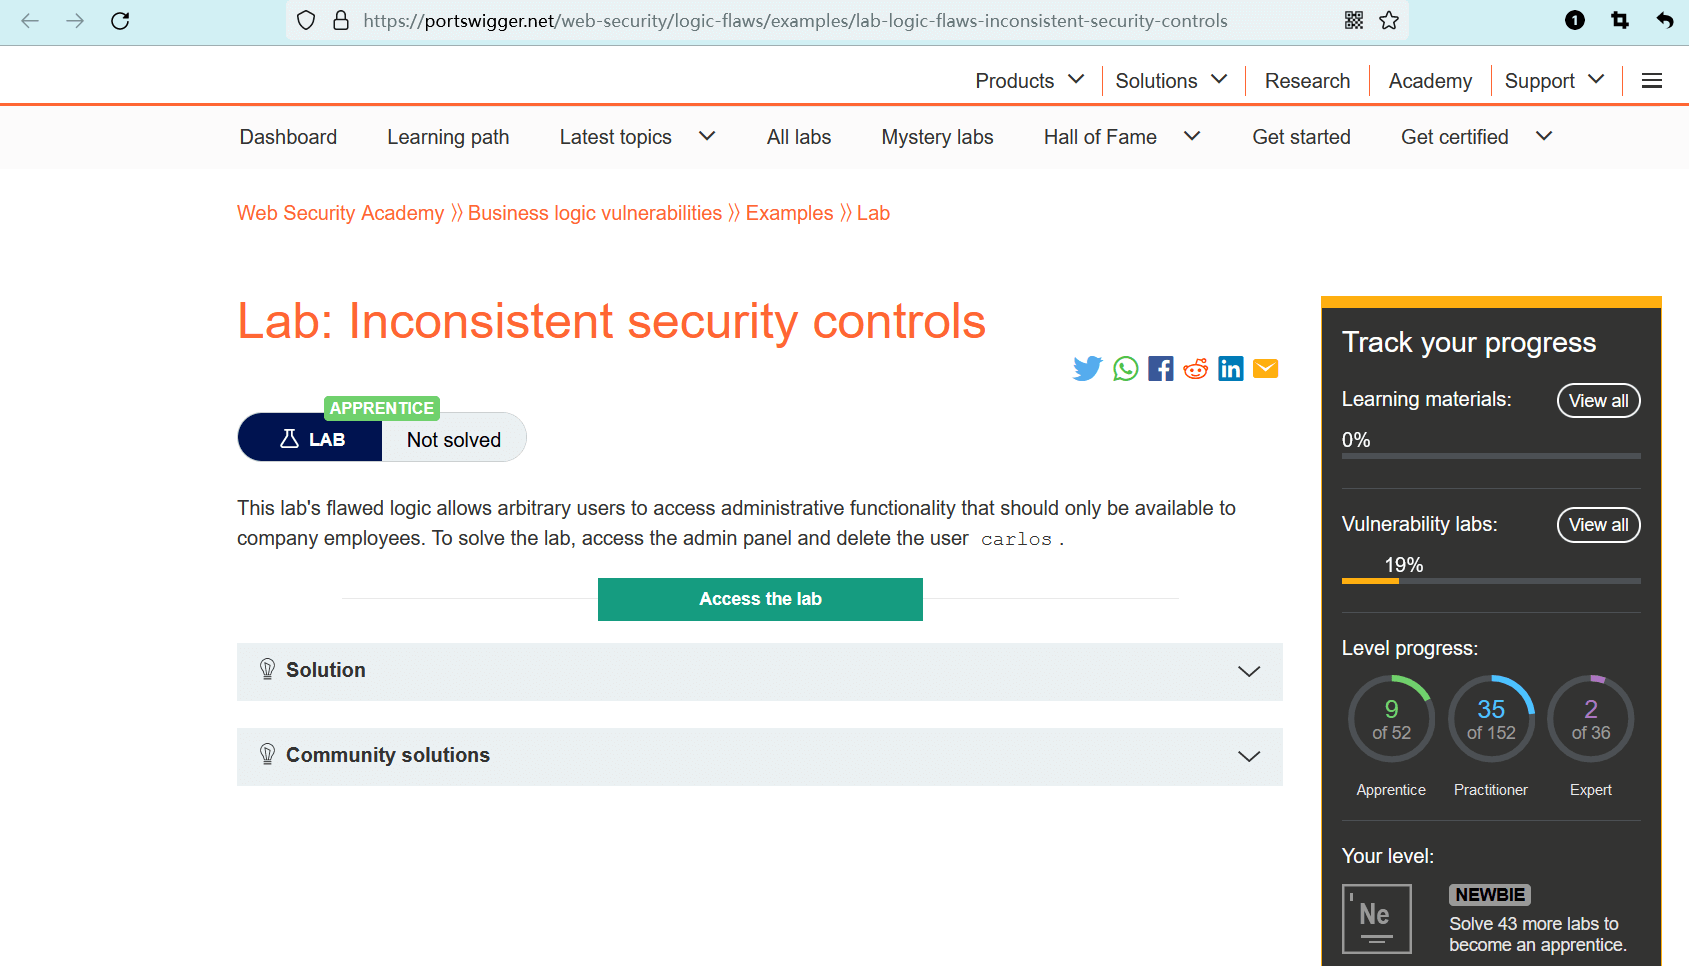 https://portswigger.net/web-security/logic-flaws/examples/lab-logic-flaws-inconsistent-security-controls
1
Products Solutions Research Academy Support
Dashboard Learning path Latest topics All labs Mystery labs Hall of Fame Get started Get certified
Web Security Academy >> Business logic vulnerabilities >> Examples >> Lab
Lab: Inconsistent security controls
APPRENTICE
LAB Not solved
This lab's flawed logic allows arbitrary users to access administrative functionality that should only be available to
company employees. To solve the lab, access the admin panel and delete the user carlos .
Access the lab
Solution
Community solutions
Track your progress
Learning materials: View all
0%
Vulnerability labs: View all
19%
Level progress:
9 35 2
of 52 of 152 of 36
Apprentice Practitioner Expert
Your level:
Ne
NEWBIE
Solve 43 more labs to
become an apprentice.